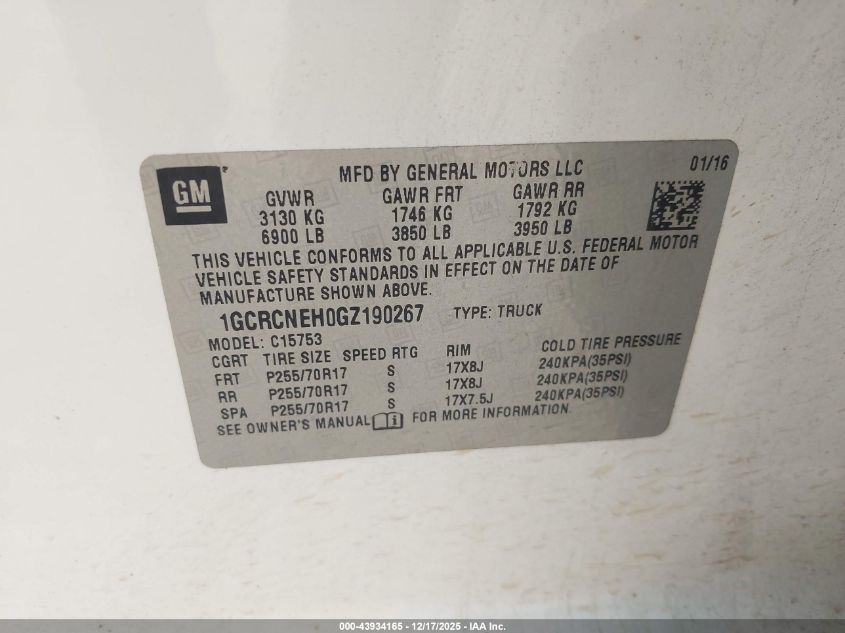 GM
MFD BY GENERAL MOTORS LLC 01/16
GVWR GAWR FRT GAWR RR
3130 KG 1746 KG 1792 KG
6900 LB 3850 LB 3950 LB
THIS VEHICLE CONFORMS TO ALL APPLICABLE U.S. FEDERAL MOTOR
VEHICLE SAFETY STANDARDS IN EFFECT ON THE DATE OF
MANUFACTURE SHOWN ABOVE.
1GCRCNEH0GZ190267 TYPE: TRUCK
MODEL: C15753
CGRT TIRE SIZE SPEED RTG RIM COLD TIRE PRESSURE
FRT P255/70R17 S 17X8J 240KPA(35PSI)
RR P255/70R17 S 17X8J 240KPA(35PSI)
SPA P255/70R17 S 17X7.5J 240KPA(35PSI)
SEE OWNER'S MANUAL FOR MORE INFORMATION.
000-43934165 - 12/17/2025 - IAA Inc.